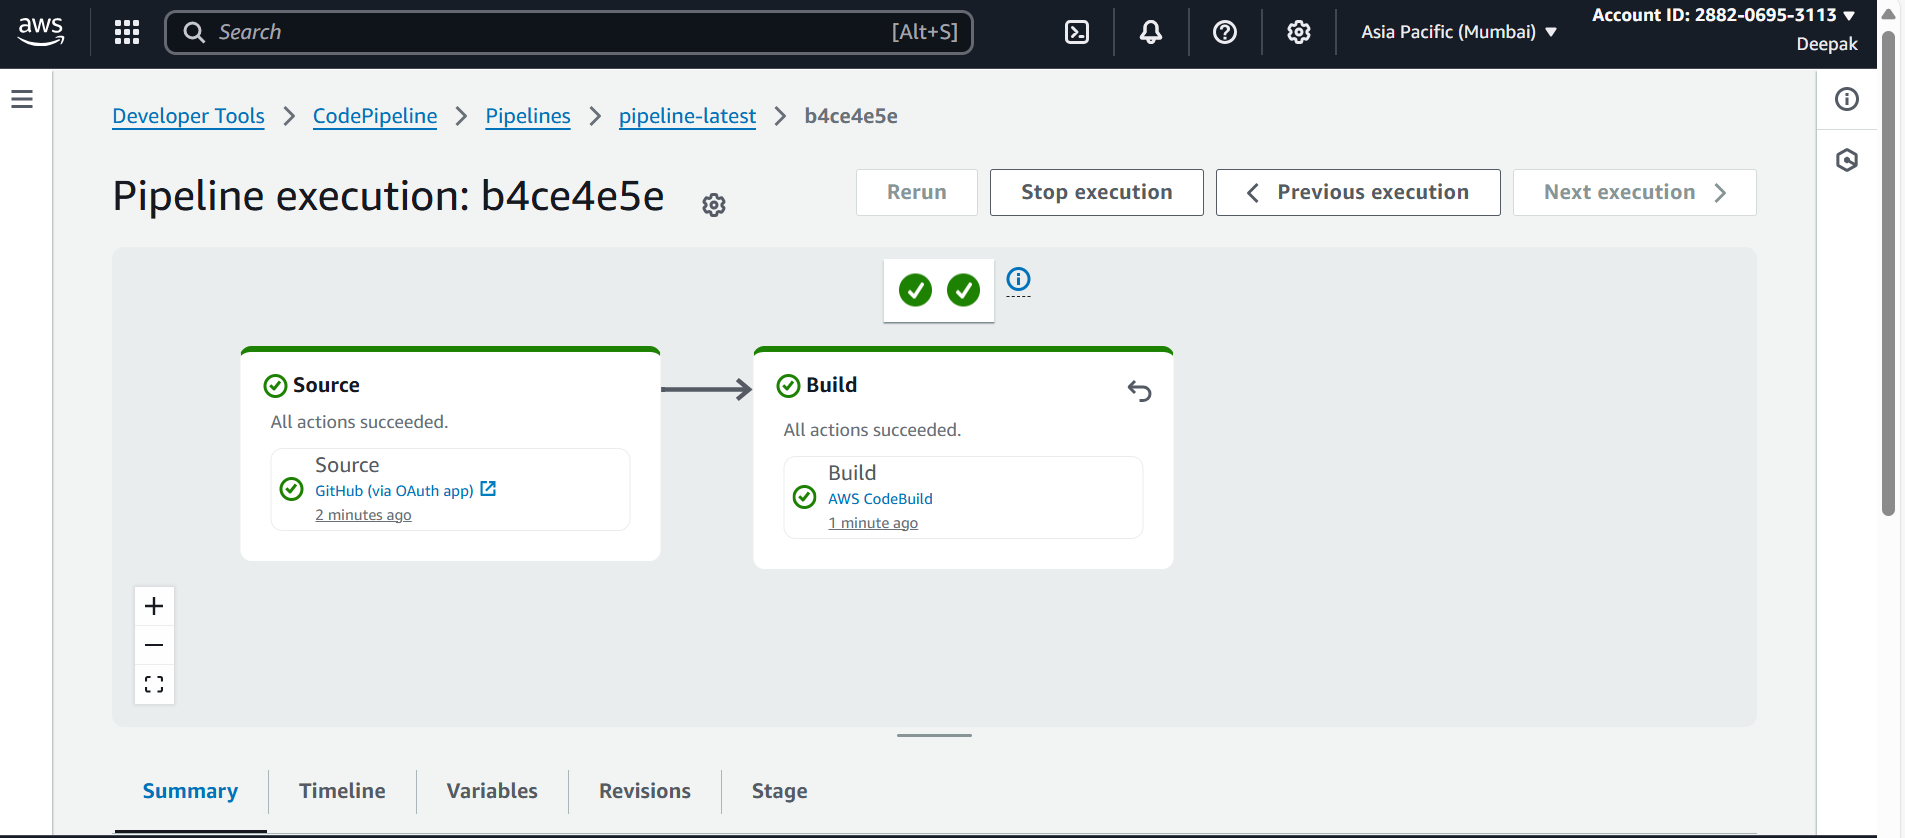 aws
Search
[Alt+S]
Asia Pacific (Mumbai)
Account ID: 2882-0695-3113
Deepak
Developer Tools
CodePipeline
Pipelines
pipeline-latest
b4ce4e5e
Pipeline execution: b4ce4e5e
Rerun
Stop execution
Previous execution
Next execution
Source
All actions succeeded.
Source
GitHub (via OAuth app)
2 minutes ago
Build
All actions succeeded.
Build
AWS CodeBuild
1 minute ago
Summary
Timeline
Variables
Revisions
Stage